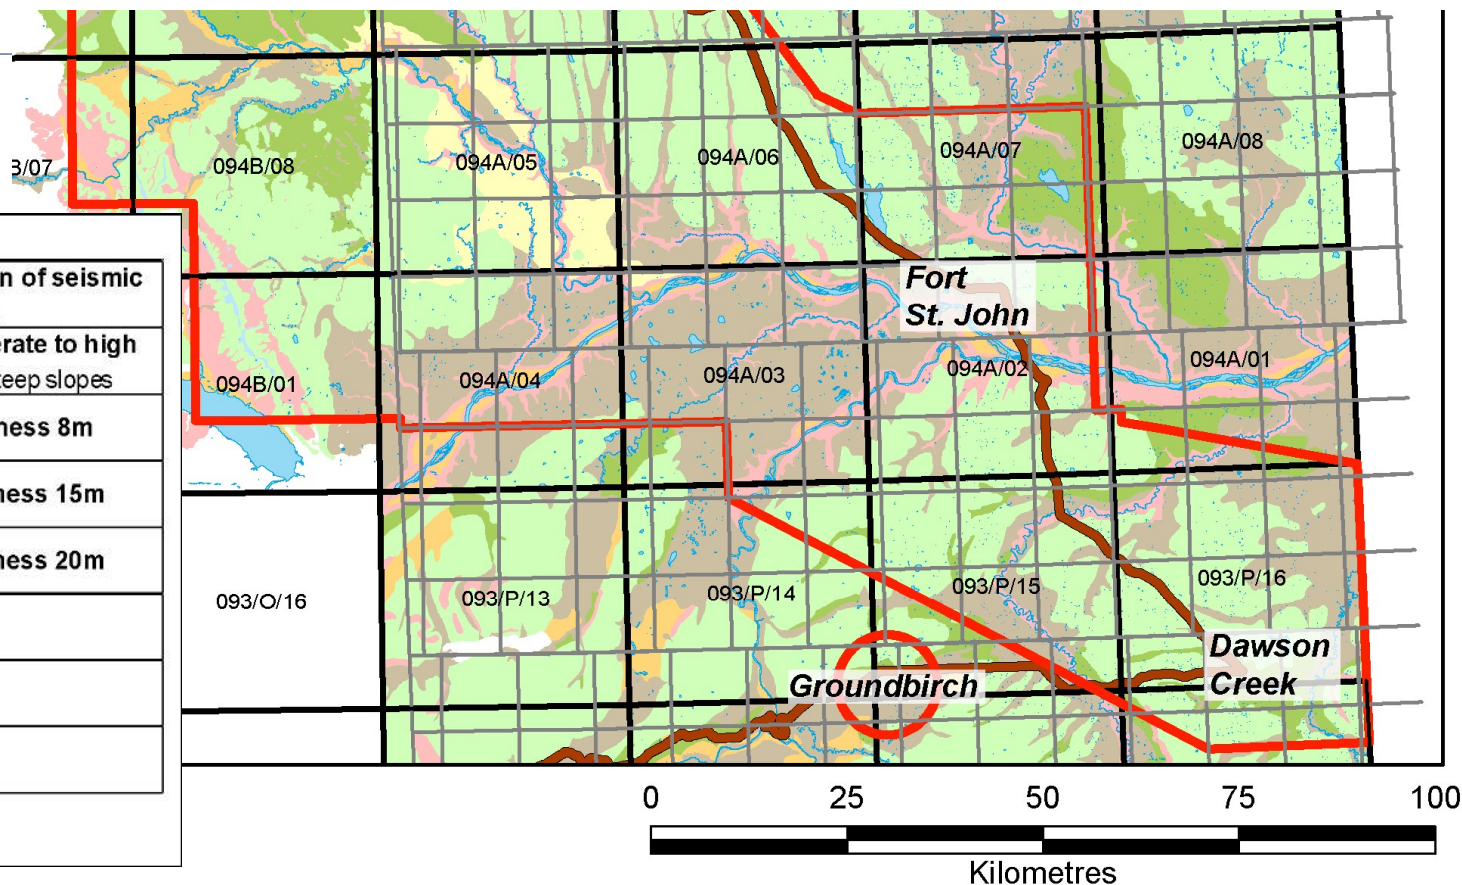 3/07
094B/08
094A/05
094A/06
094A/07
094A/08
n of seismic
erate to high
teep slopes
ness 8m
ness 15m
ness 20m
Fort
St. John
094B/01
094A/04
094A/03
094A/02
094A/01
093/O/16
093/P/13
093/P/14
093/P/15
093/P/16
Groundbirch
Dawson
Creek
0 25 50 75 100
Kilometres